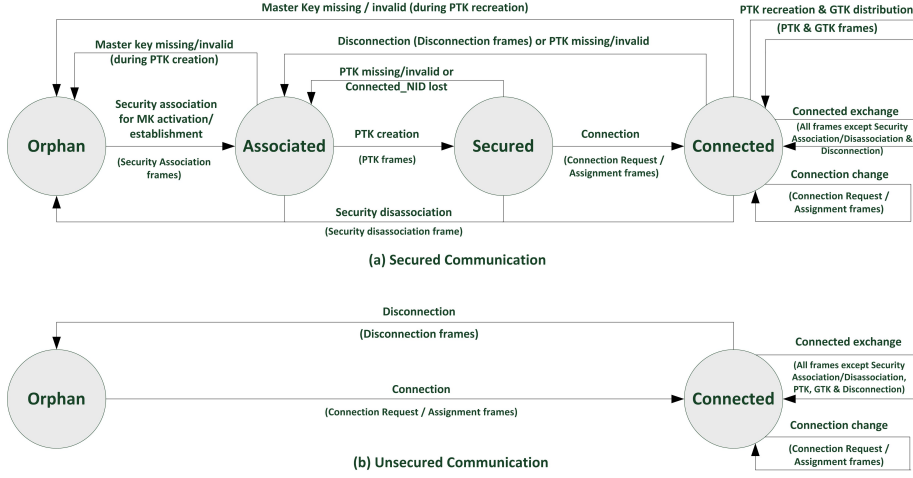 Master Key missing / invalid (during PTK recreation)
PTK recreation & GTK distribution
(PTK & GTK frames)
Master key missing/invalid
(during PTK creation)
Disconnection (Disconnection frames) or PTK missing/invalid
PTK missing/invalid or
Connected_NID lost
Security association
for MK activation/
establishment
(Security Association
frames)
Orphan
Associated
PTK creation
(PTK frames)
Secured
Connection
(Connection Request /
Assignment frames)
Connected
Connected exchange
(All frames except Security
Association/Disassociation &
Disconnection)
Connection change
(Connection Request /
Assignment frames)
Security disassociation
(Security disassociation frame)
(a) Secured Communication
Disconnection
(Disconnection frames)
Orphan
Connection
(Connection Request / Assignment frames)
Connected
Connected exchange
(All frames except Security
Association/Disassociation,
PTK, GTK & Disconnection)
Connection change
(Connection Request /
Assignment frames)
(b) Unsecured Communication